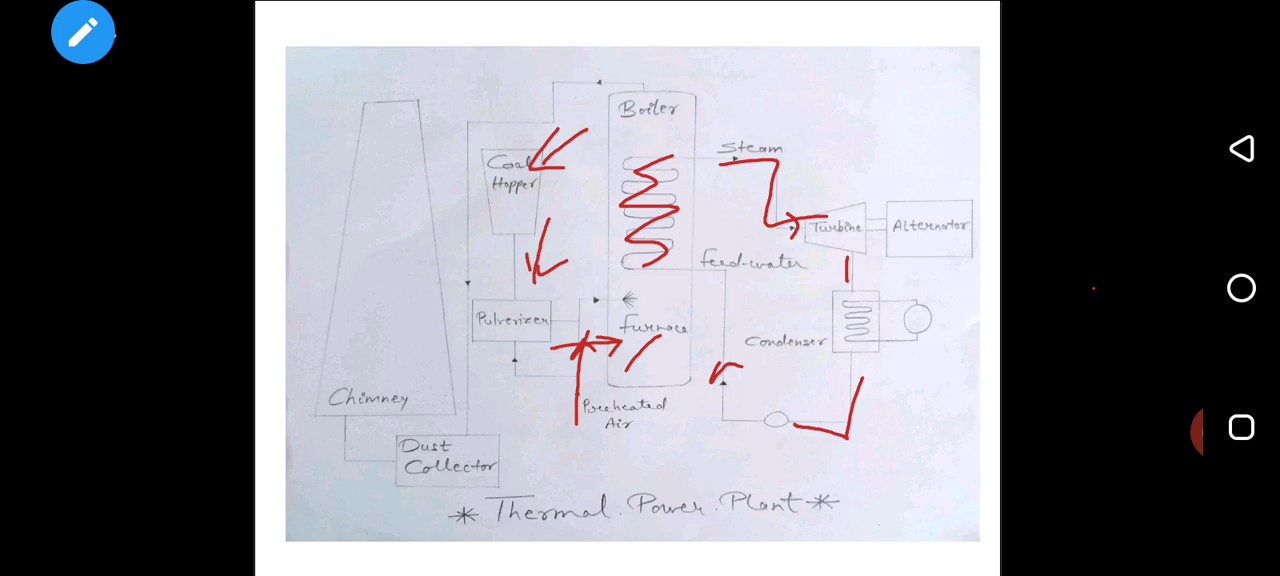 Boiler
Steam
Coal
Hopper
Turbine
Alternator
feed-water
Pulverizer
furnace
Condenser
Chimney
Preheated
Air
Dust
Collector
* Thermal. Power. Plant *